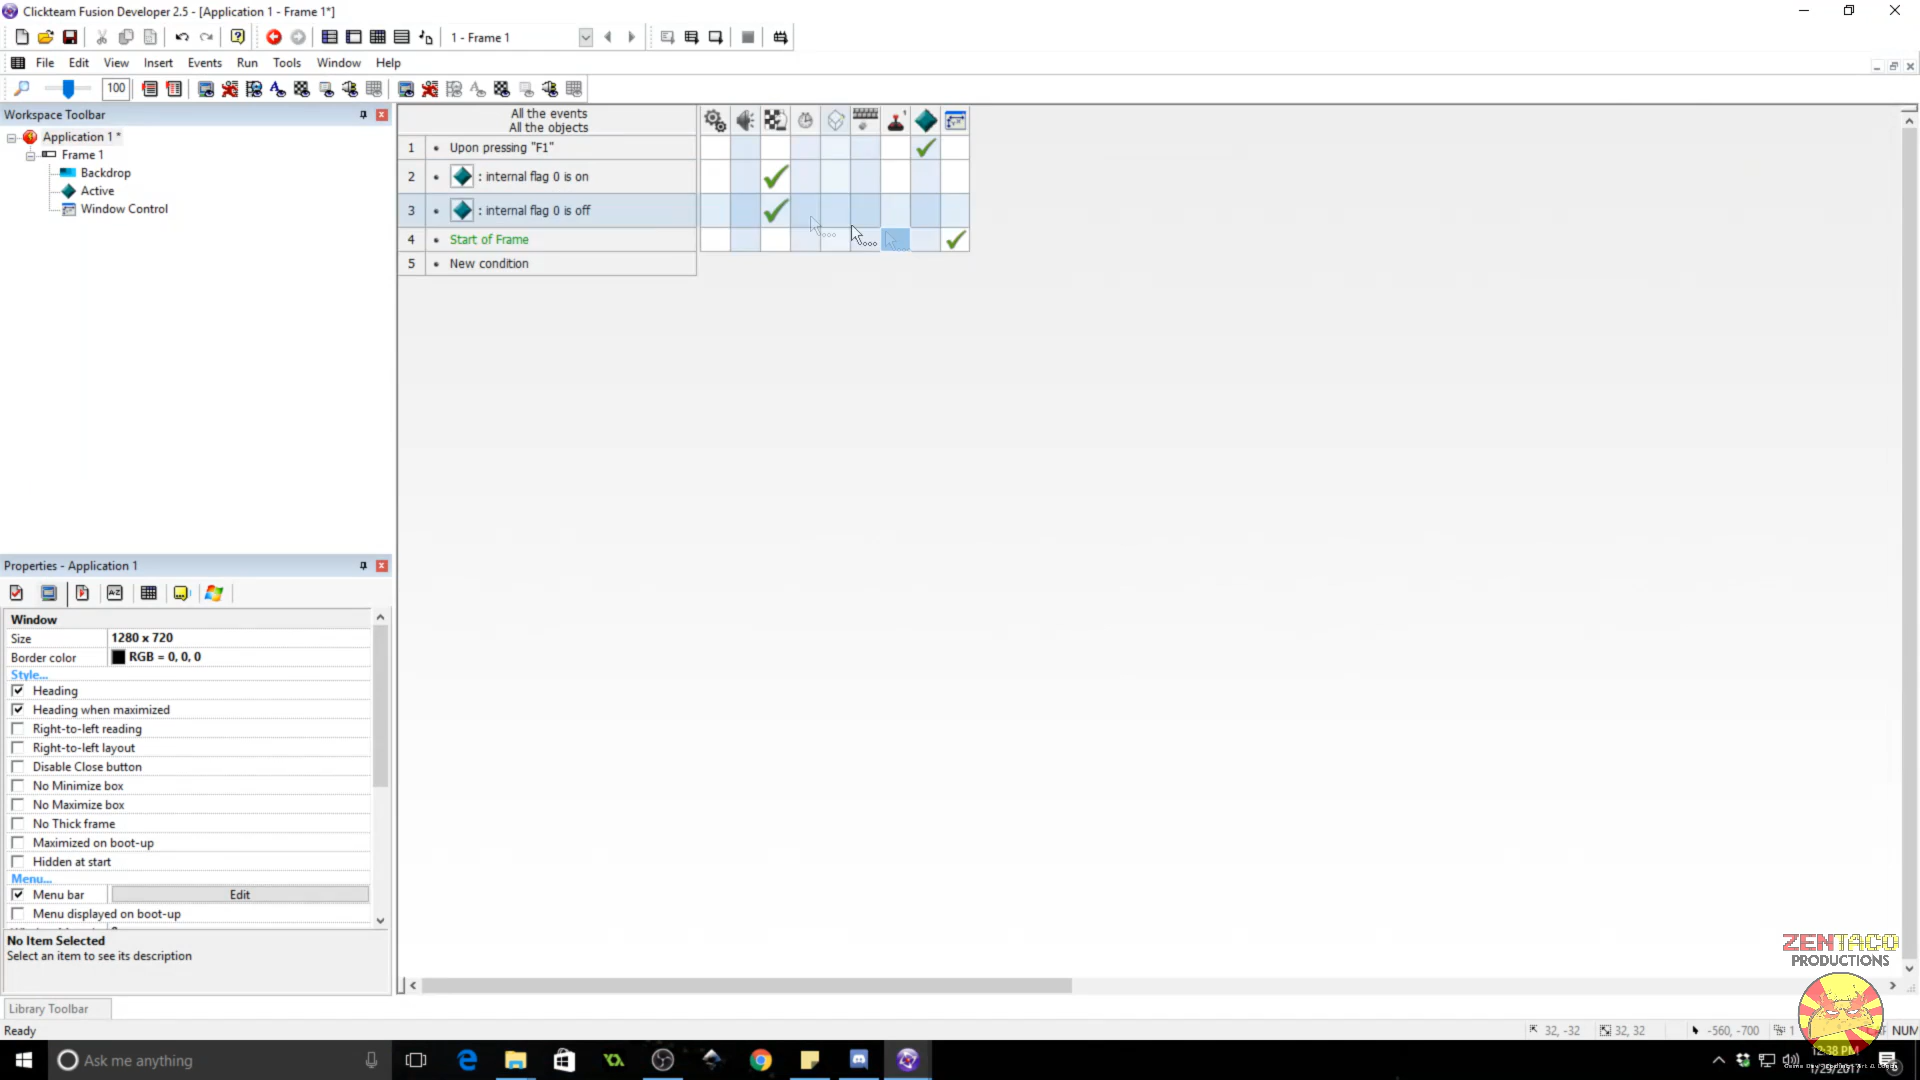 Clickteam Fusion Developer 2.5 - [Application 1 - Frame 1*]
1 - Frame 1
File Edit View Insert Events Run Tools Window Help
100
Workspace Toolbar
Application 1 *
Frame 1
Backdrop
Active
Window Control
All the events
All the objects
1 Upon pressing "F1"
2 : internal flag 0 is on
3 : internal flag 0 is off
4 Start of Frame
5 New condition
Properties - Application 1
Window
Size 1280 x 720
Border color RGB = 0, 0, 0
Style...
Heading
Heading when maximized
Right-to-left reading
Right-to-left layout
Disable Close button
No Minimize box
No Maximize box
No Thick frame
Maximized on boot-up
Hidden at start
Menu...
Menu bar Edit
Menu displayed on boot-up
No Item Selected
Select an item to see its description
Library Toolbar
Ready
32, -32 32, 32 -560, -700 1 NUM
ZENTACO
PRODUCTIONS
Ask me anything
12:38 PM
1/29/2017